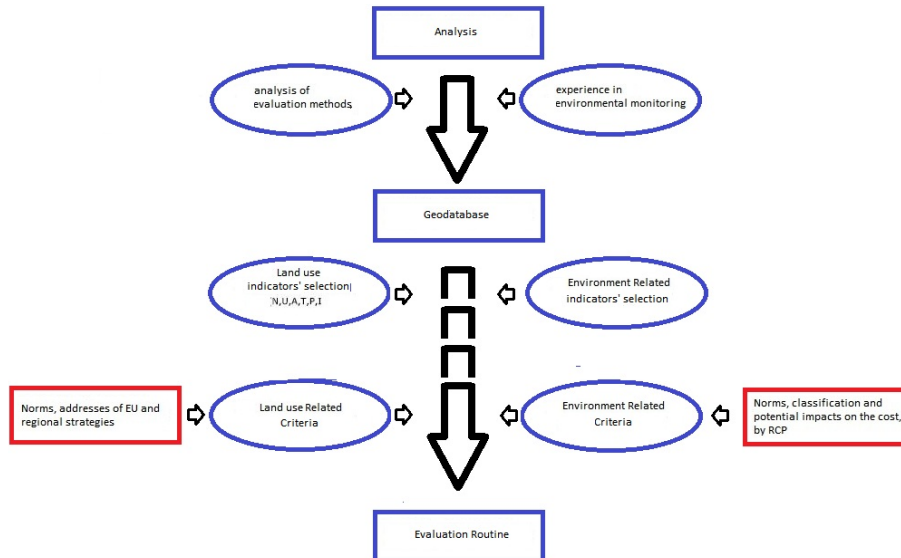 Analysis
analysis of
evaluation methods
experience in
environmental monitoring
Geodatabase
Land use
indicators' selection
N,U,A,T,P,I
Environment Related
indicators' selection
Norms, addresses of EU and
regional strategies
Land use Related
Criteria
Environment Related
Criteria
Norms, classification and
potential impacts on the cost,
by RCP
Evaluation Routine